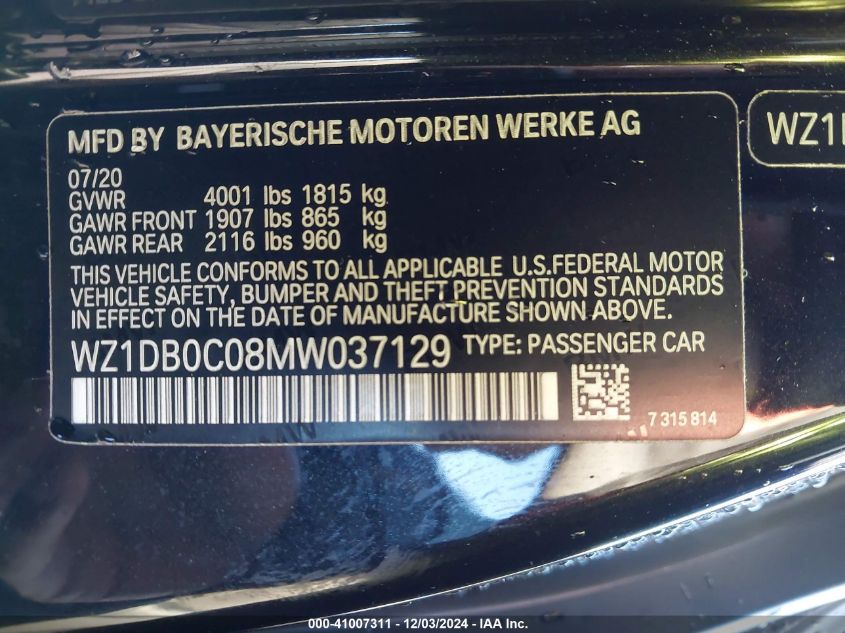 MFD BY BAYERISCHE MOTOREN WERKE AG
WZ1
07/20
GVWR 4001 lbs 1815 kg
GAWR FRONT 1907 lbs 865 kg
GAWR REAR 2116 lbs 960 kg
THIS VEHICLE CONFORMS TO ALL APPLICABLE U.S.FEDERAL MOTOR
VEHICLE SAFETY, BUMPER AND THEFT PREVENTION STANDARDS
IN EFFECT ON THE DATE OF MANUFACTURE SHOWN ABOVE.
WZ1DB0C08MW037129 TYPE: PASSENGER CAR
7 315 814
000-41007311 - 12/03/2024 - IAA Inc.